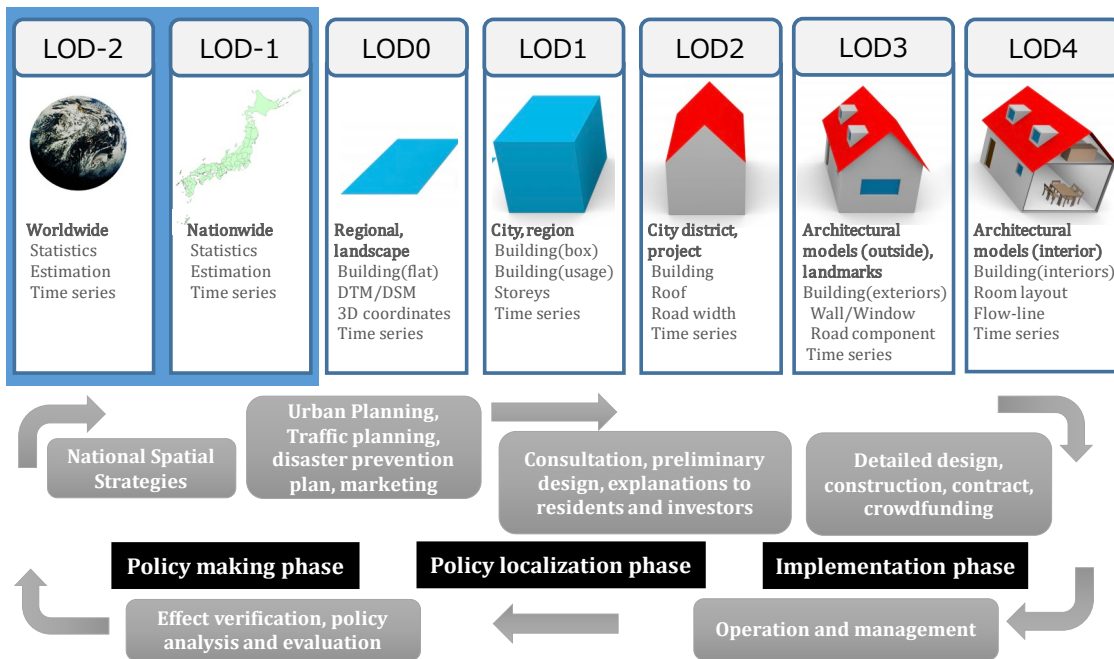 LOD-2
Worldwide
Statistics
Estimation
Time series
LOD-1
Nationwide
Statistics
Estimation
Time series
LOD0
Regional,
landscape
Building(flat)
DTM/DSM
3D coordinates
Time series
LOD1
City,region
Building(box)
Building(usage)
Storeys
Time series
LOD2
City district,
project
Building
Roof
Road width
Time series
LOD3
Architectural
models (outside),
landmarks
Building(exteriors)
Wall/Window
Road component
Time series
LOD4
Architectural
models (interior)
Building(interiors)
Room layout
Flow-line
Time series
National Spatial
Strategies
Urban Planning,
Traffic planning,
disaster prevention
plan, marketing
Consultation, preliminary
design, explanations to
residents and investors
Detailed design,
construction, contract,
crowdfunding
Policy making phase
Policy localization phase
Implementation phase
Effect verification, policy
analysis and evaluation
Operation and management